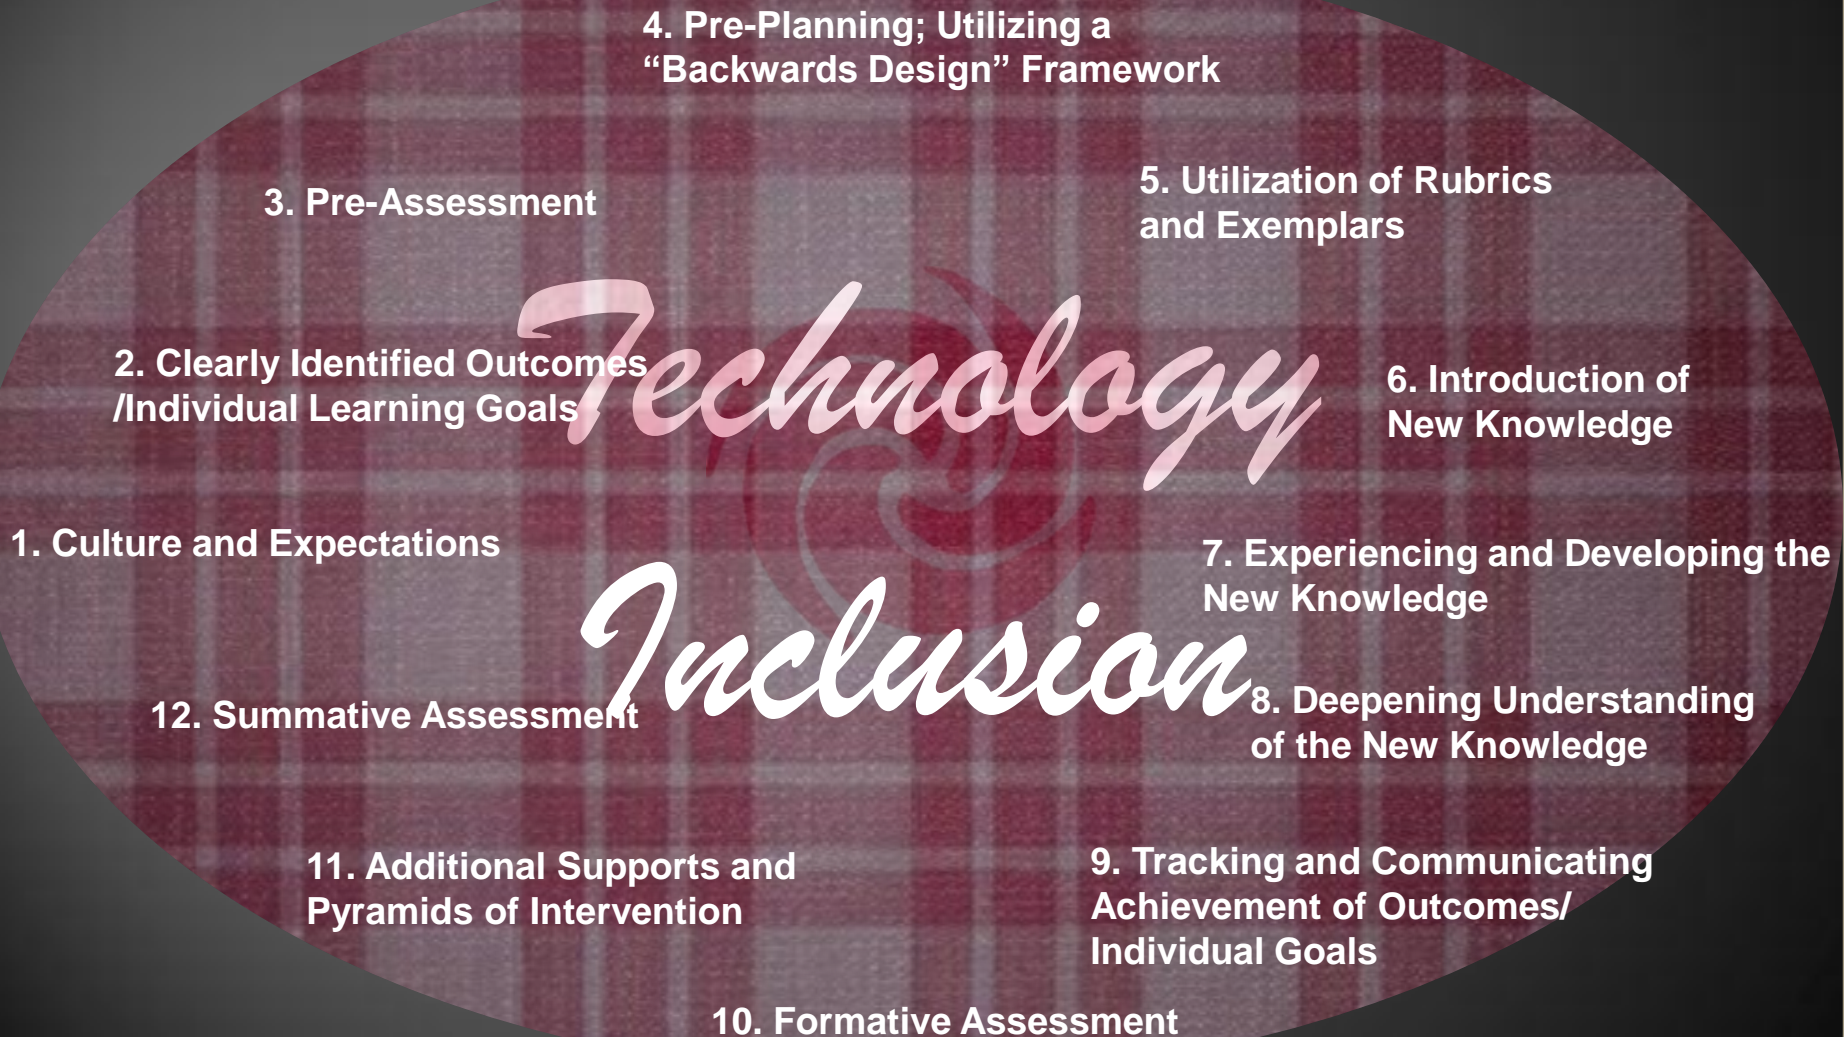 4. Pre-Planning; Utilizing a
“Backwards Design” Framework
3. Pre-Assessment
5. Utilization of Rubrics
and Exemplars
Technology
2. Clearly Identified Outcomes
/Individual Learning Goals
6. Introduction of
New Knowledge
1. Culture and Expectations
7. Experiencing and Developing the
New Knowledge
Inclusion
12. Summative Assessment
8. Deepening Understanding
of the New Knowledge
11. Additional Supports and
Pyramids of Intervention
9. Tracking and Communicating
Achievement of Outcomes/
Individual Goals
10. Formative Assessment